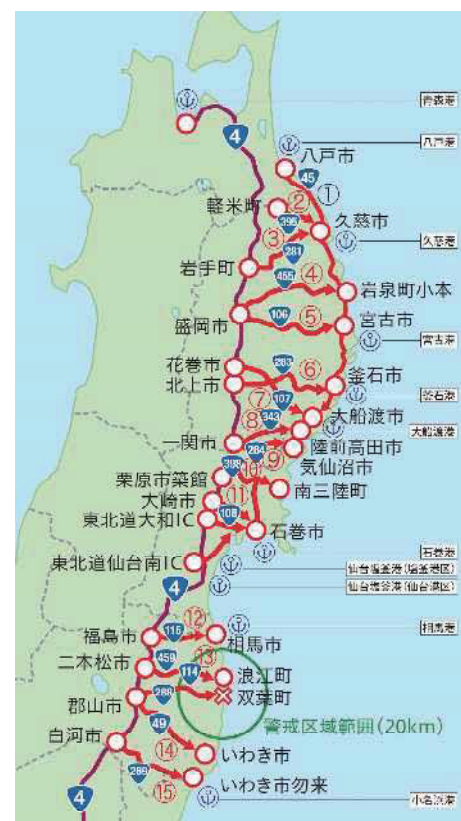 青森港
4
八戸港
八戸市
45
①
軽米町
②
395
久慈市
③
281
久慈港
岩手町
455
④
岩泉町小本
盛岡市
106
⑤
宮古市
宮古港
花巻市
283
⑥
釜石市
北上市
⑦
107
釜石港
大船渡市
343
⑧
大船渡港
一関市
284
⑨
陸前高田市
398
⑩
気仙沼市
栗原市築館
南三陸町
大崎市
⑪
東北道大和IC
108
石巻市
石巻港
東北道仙台南IC
仙台塩釜港(塩釜港区)
仙台塩釜港(仙台港区)
4
相馬港
⑫
福島市
115
相馬市
二本松市
459
⑬
114
浪江町
288
双葉町
郡山市
49
警戒区域範囲(20km)
白河市
⑭
いわき市
289
⑮
いわき市勿来
4
小名浜港